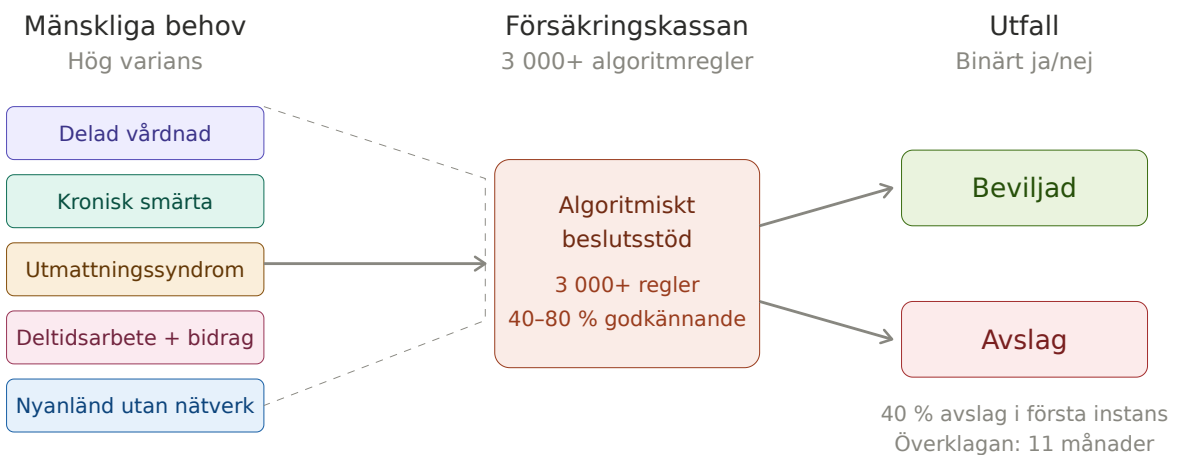 Mänskliga behov
Hög varians
Delad vårdnad
Kronisk smärta
Utmattningssyndrom
Deltidsarbete + bidrag
Nyanländ utan nätverk
Försäkringskassan
3 000+ algoritmregler
Algoritmiskt
beslutsstöd
3 000+ regler
40–80 % godkännande
Utfall
Binärt ja/nej
Beviljad
Avslag
40 % avslag i första instans
Överklagan: 11 månader